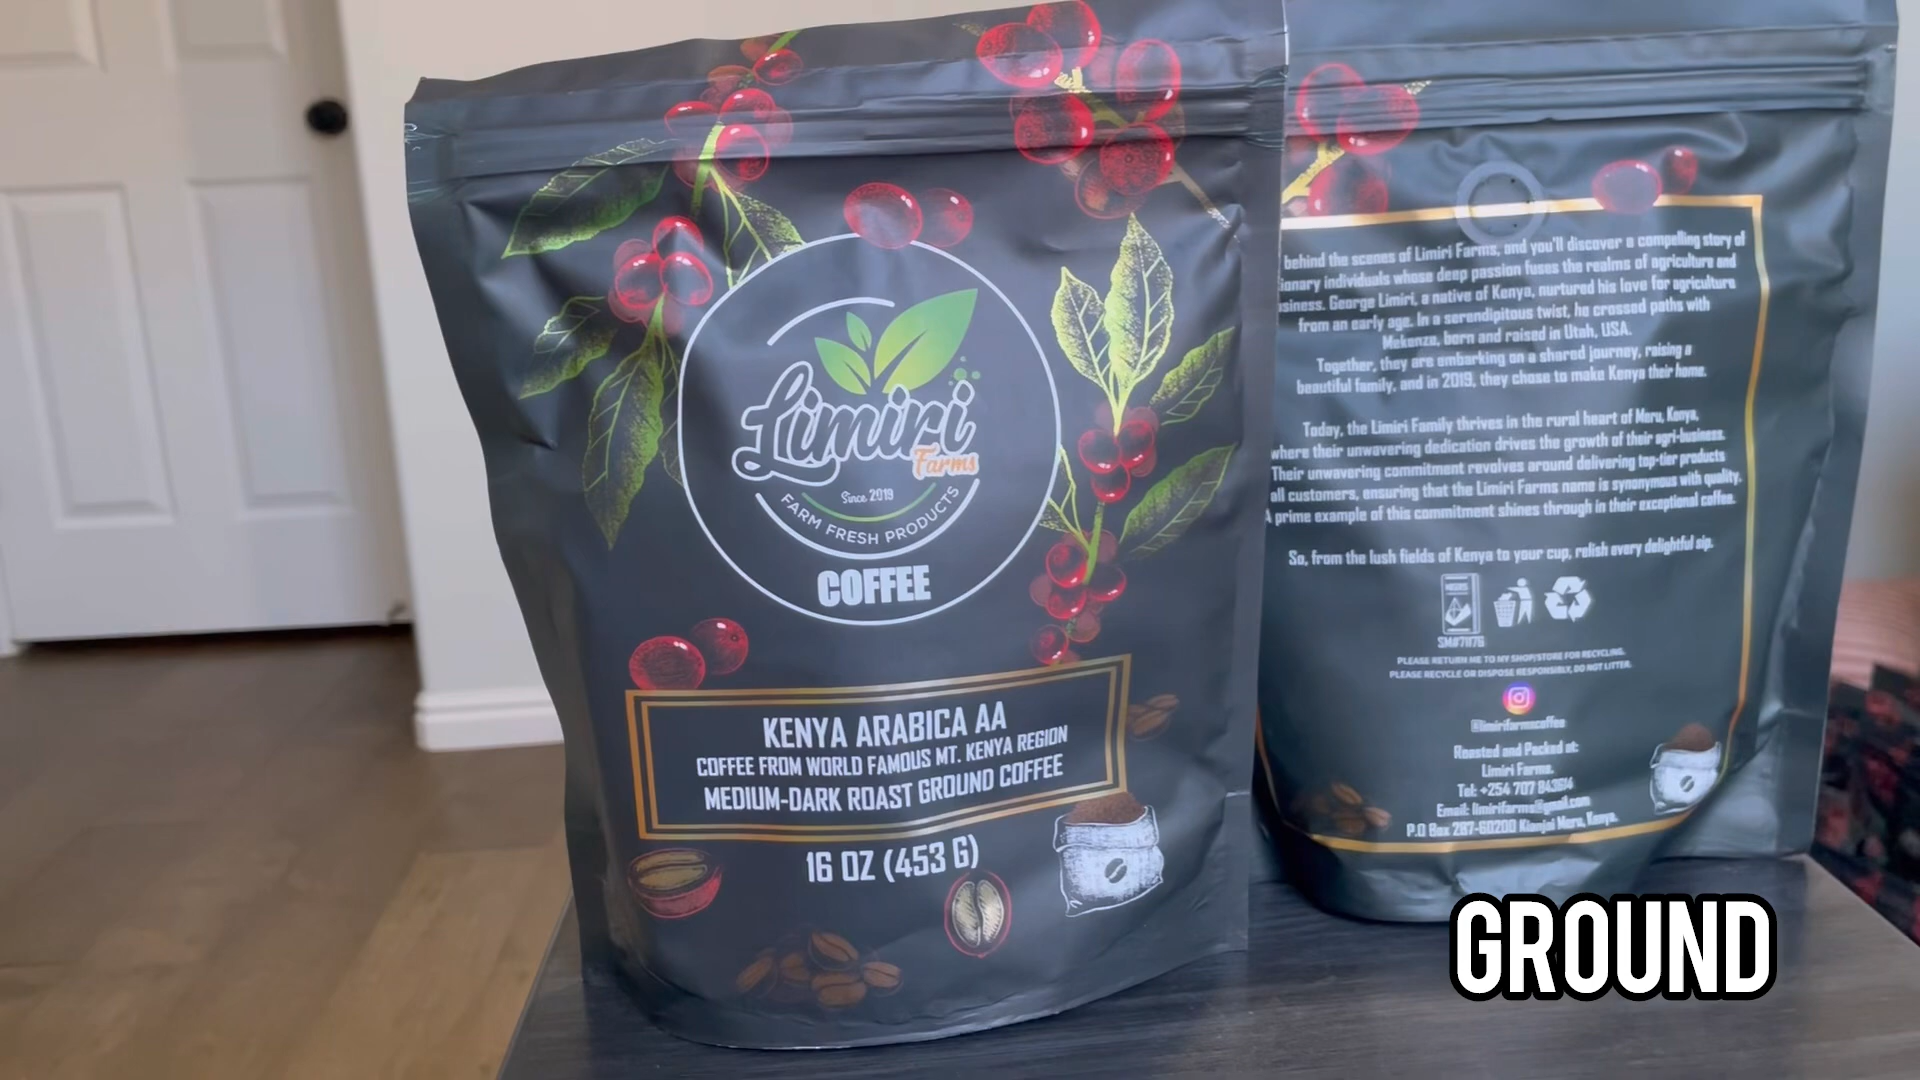 Limiri
Farms
Since 2019
FARM FRESH PRODUCTS
COFFEE
KENYA ARABICA AA
COFFEE FROM WORLD FAMOUS MT. KENYA REGION
MEDIUM-DARK ROAST GROUND COFFEE
16 OZ (453 G)
behind the scenes of Limiri Farms, and you'll discover a compelling story of
ionary individuals whose deep passion fuses the realms of agriculture and
siness. George Limiri, a native of Kenya, nurtured his love for agriculture
from an early age. In a serendipitous twist, he crossed paths with
Mekenze, born and raised in Utah, USA.
Together, they are embarking on a shared journey, raising a
beautiful family, and in 2019, they chose to make Kenya their home.
Today, the Limiri Family thrives in the rural heart of Meru, Kenya,
where their unwavering dedication drives the growth of their agri-business.
Their unwavering commitment revolves around delivering top-tier products
all customers, ensuring that the Limiri Farms name is synonymous with quality.
A prime example of this commitment shines through in their exceptional coffee.
So, from the lush fields of Kenya to your cup, relish every delightful sip.
SM#71176
PLEASE RETURN ME TO MY SHOP/STORE FOR RECYCLING.
PLEASE RECYCLE OR DISPOSE RESPONSIBLY, DO NOT LITTER.
@limirifarmscoffee
Roasted and Packed at:
Limiri Farms.
Tel: +254 707 843614
Email: limirifarms@gmail.com
P.O Box 287-60200 Kianjai Meru, Kenya.
GROUND